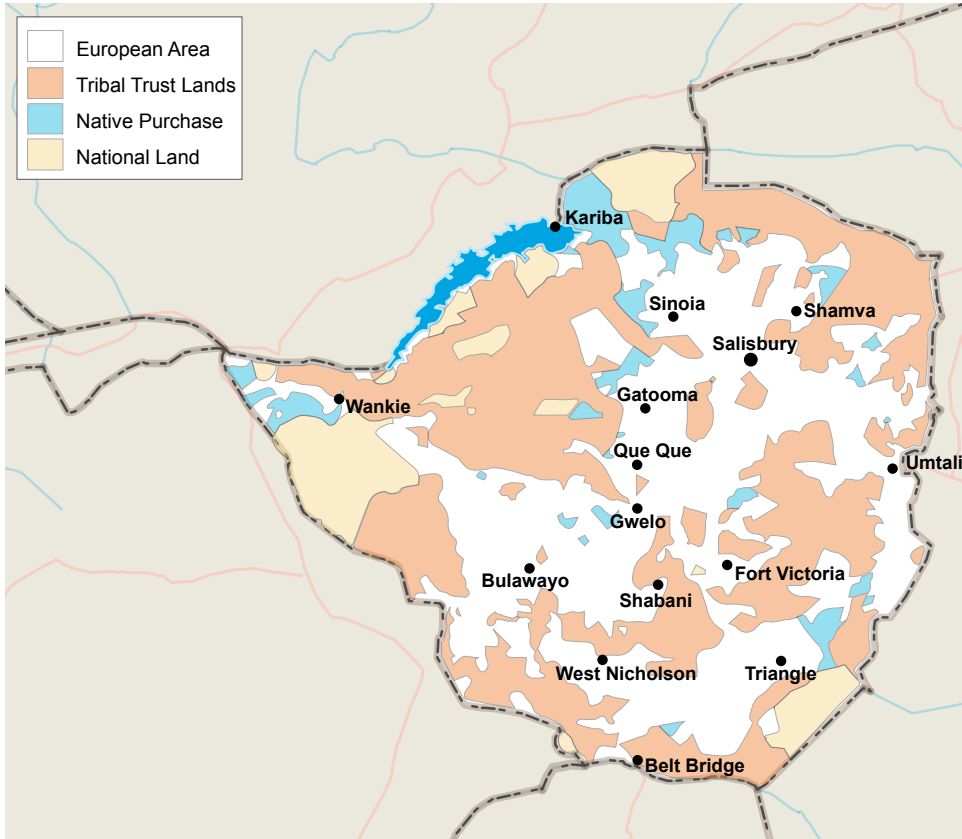 European Area
Tribal Trust Lands
Native Purchase
National Land
Kariba
Sinoia
Shamva
Salisbury
Gatooma
Wankie
Que Que
Umtali
Gwelo
Bulawayo
Fort Victoria
Shabani
West Nicholson
Triangle
Belt Bridge